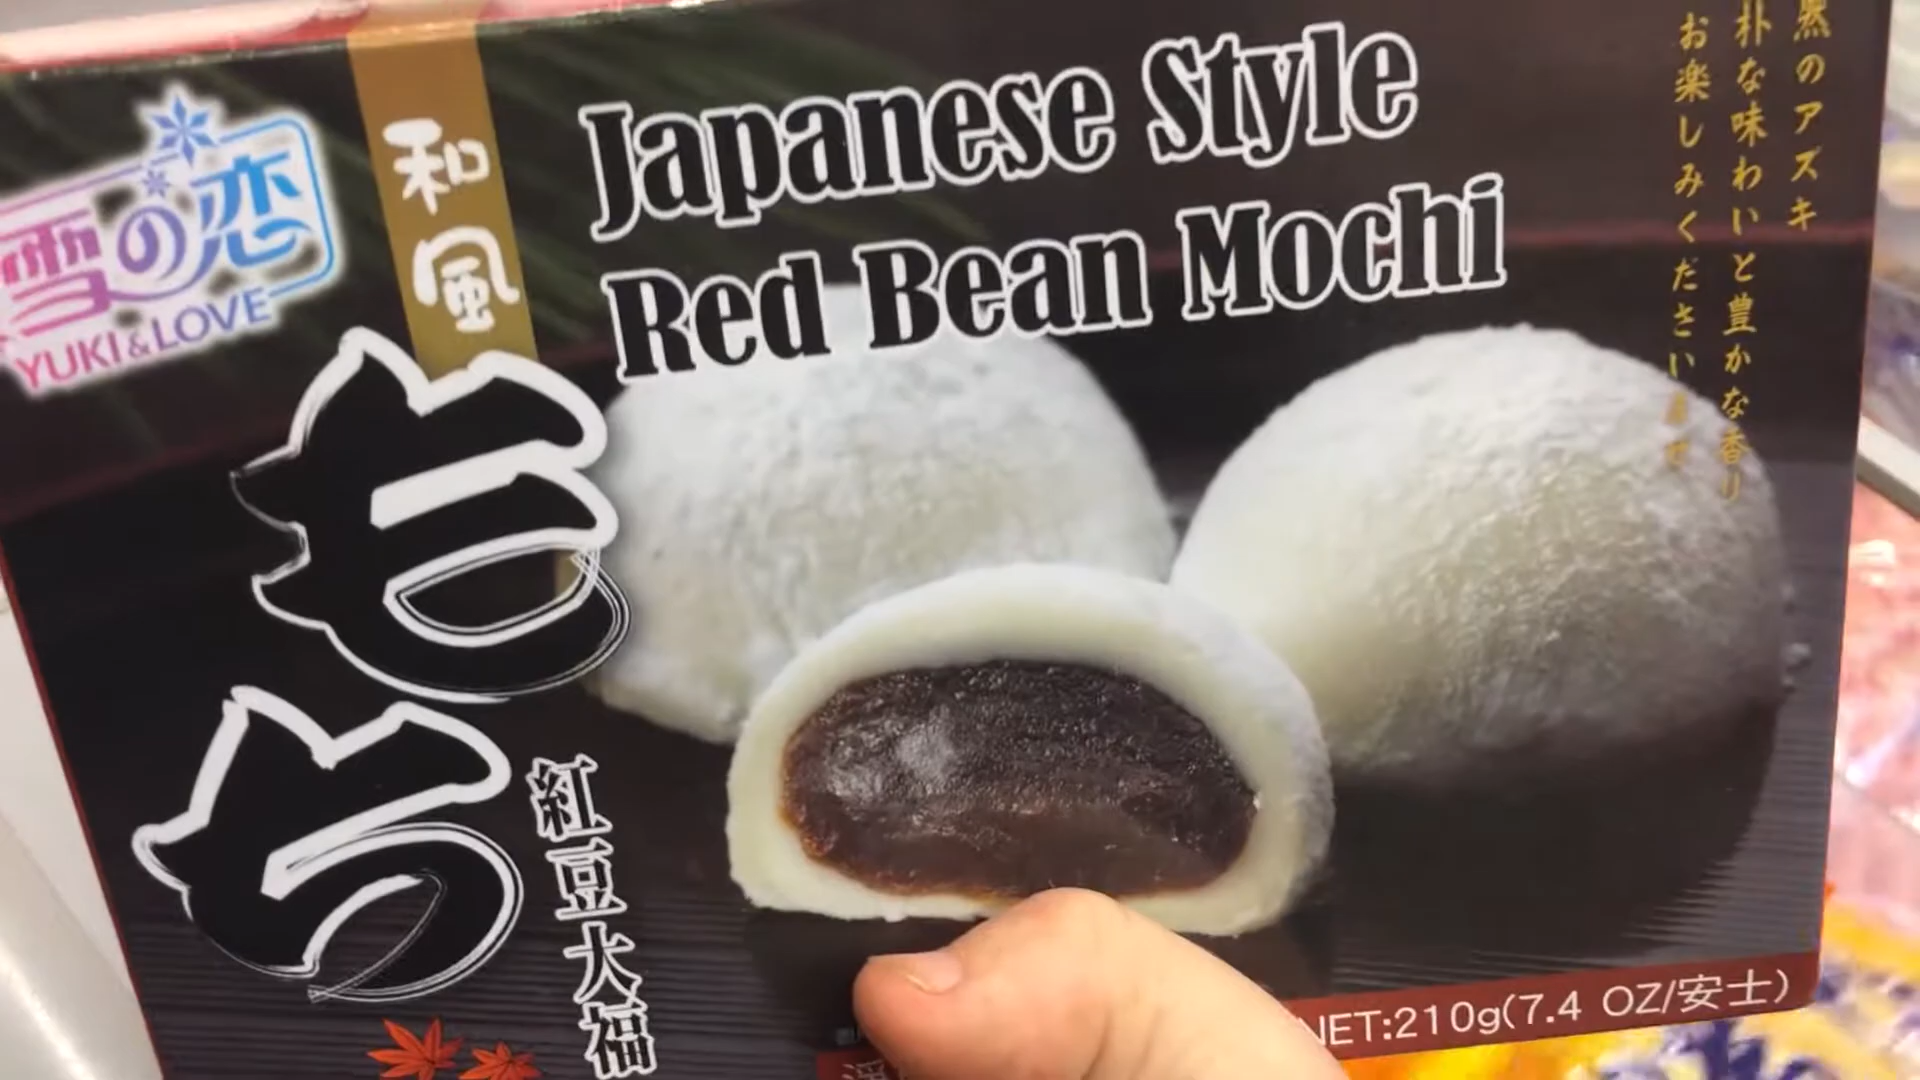 雪の恋
YUKI&LOVE
和風
もち
紅豆大福
Japanese Style
Red Bean Mochi
然のアズキ
朴な味わいと豊かな香り
お楽しみください
NET:210g(7.4 OZ/安士)